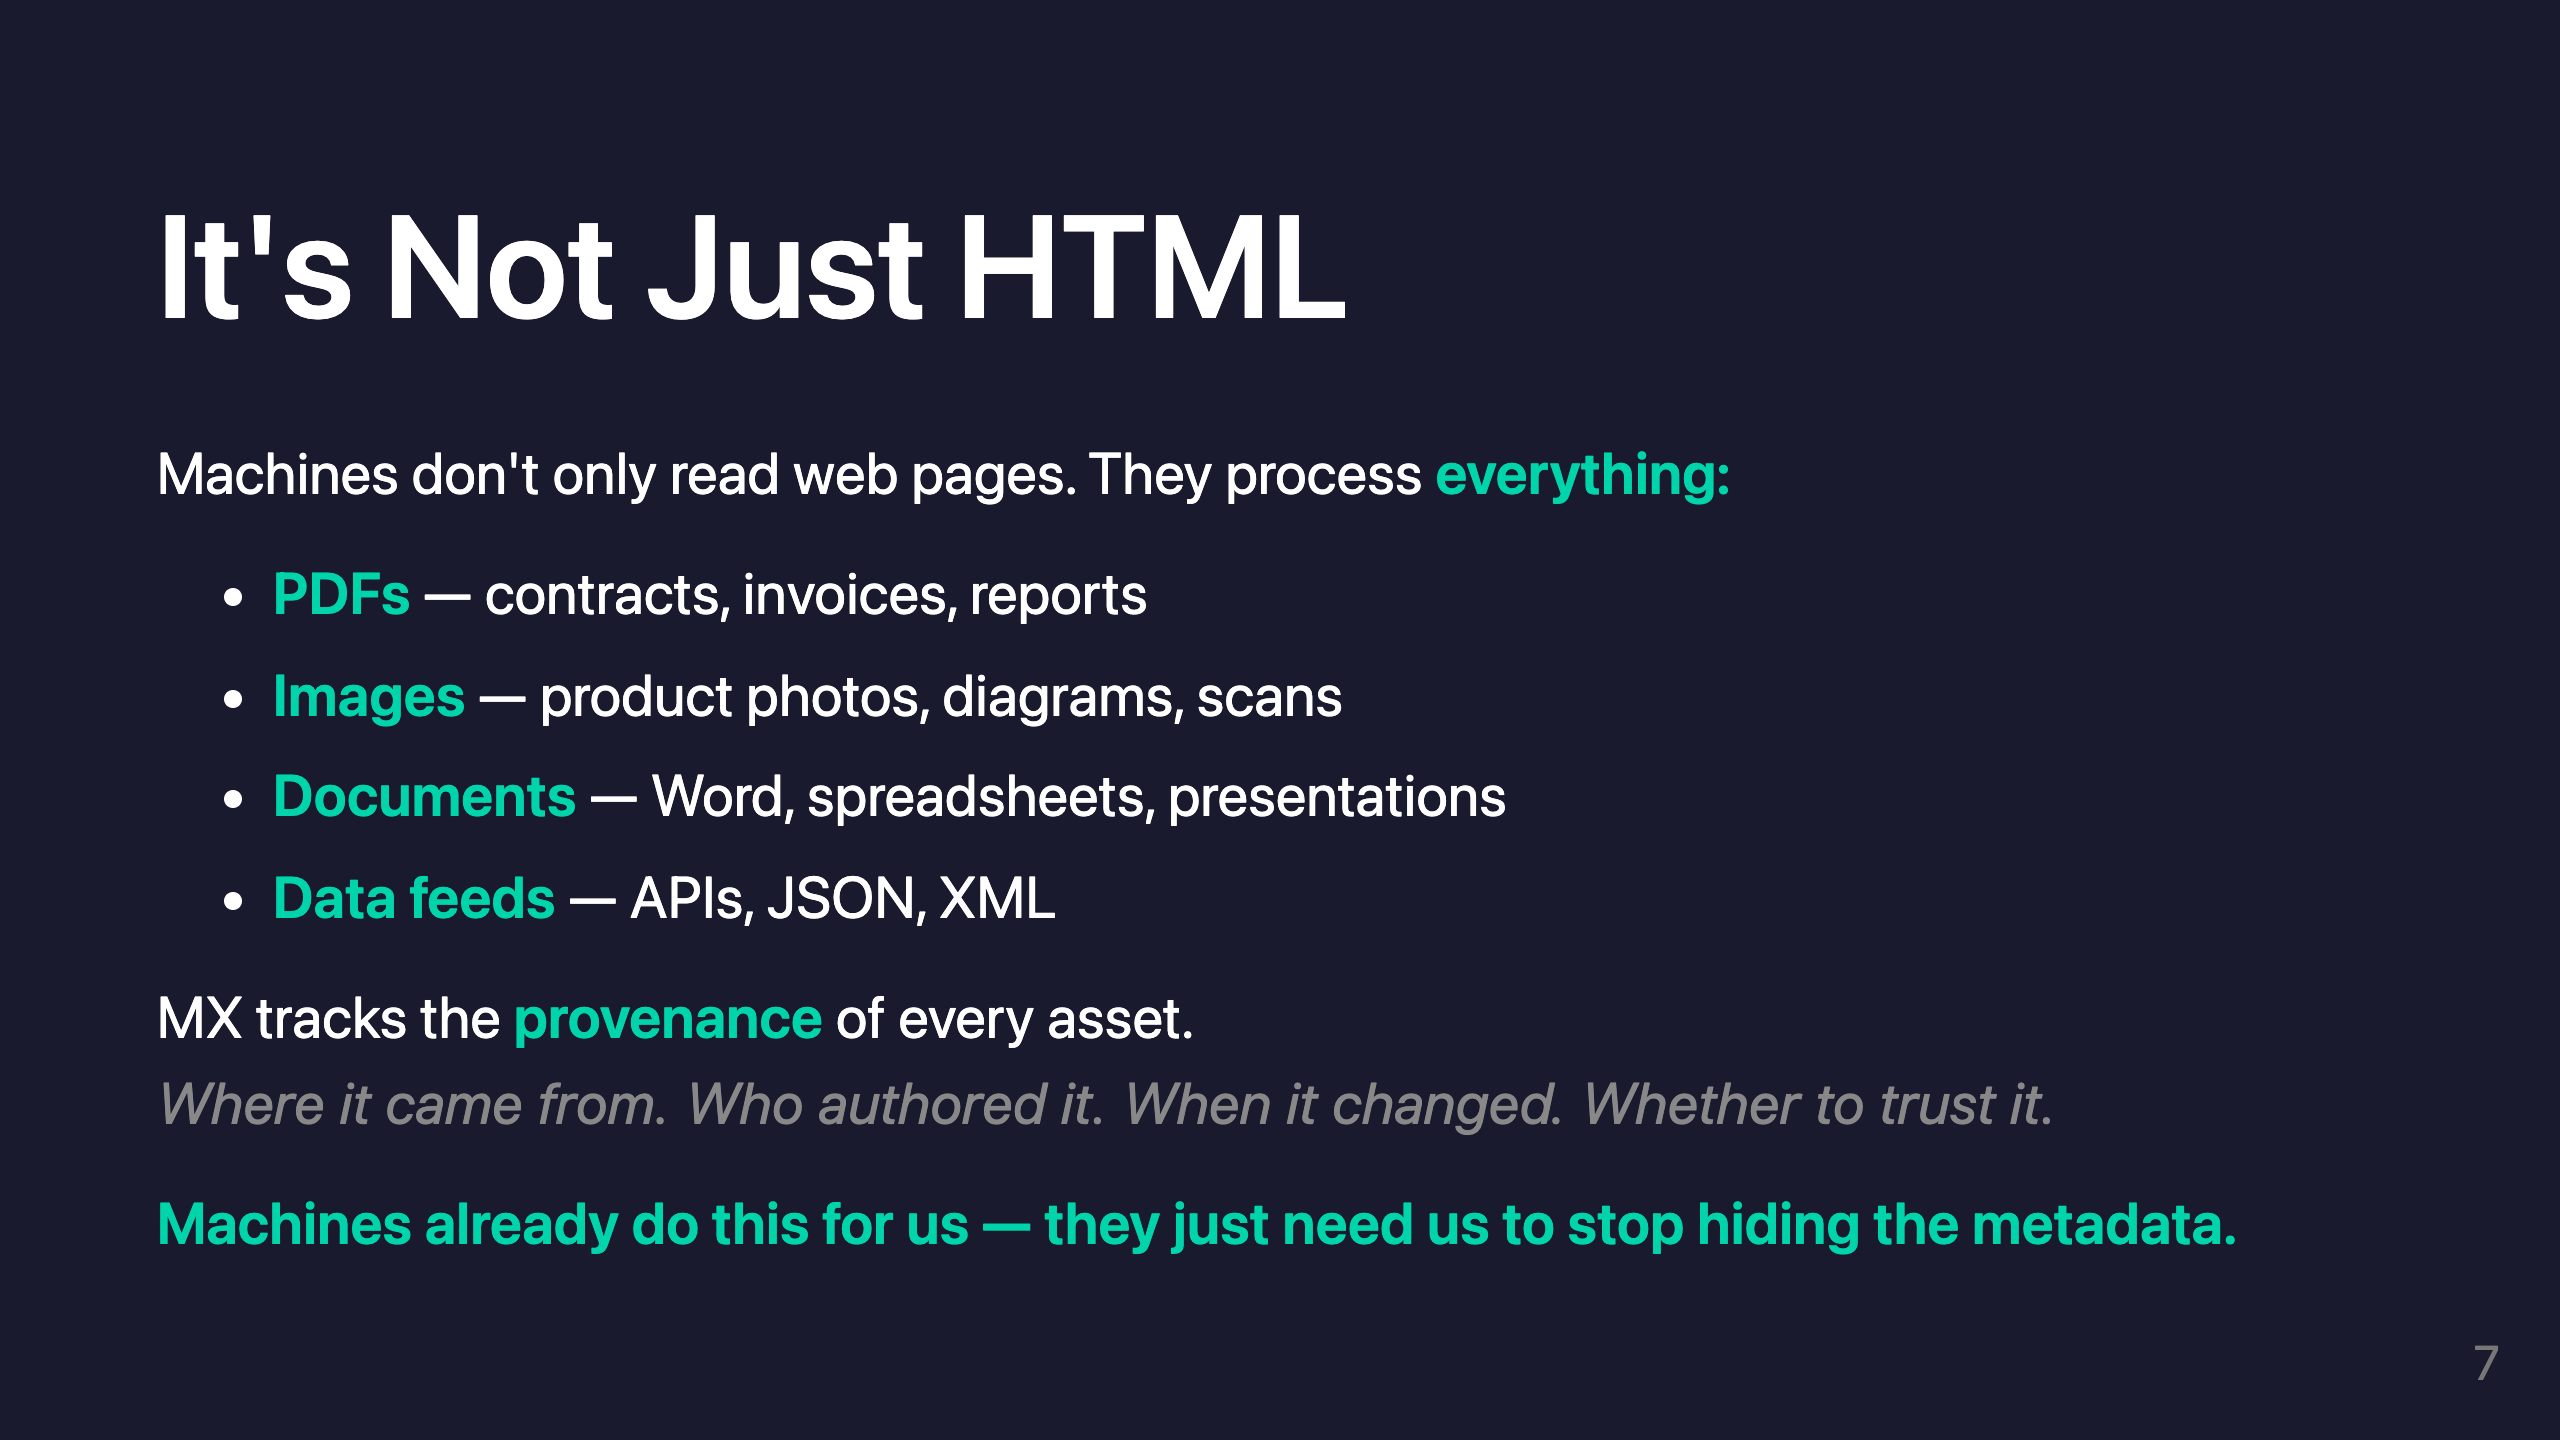 It's Not Just HTML
Machines don't only read web pages. They process everything:
• PDFs — contracts, invoices, reports
• Images — product photos, diagrams, scans
• Documents — Word, spreadsheets, presentations
• Data feeds — APIs, JSON, XML
MX tracks the provenance of every asset.
Where it came from. Who authored it. When it changed. Whether to trust it.
Machines already do this for us — they just need us to stop hiding the metadata.
7